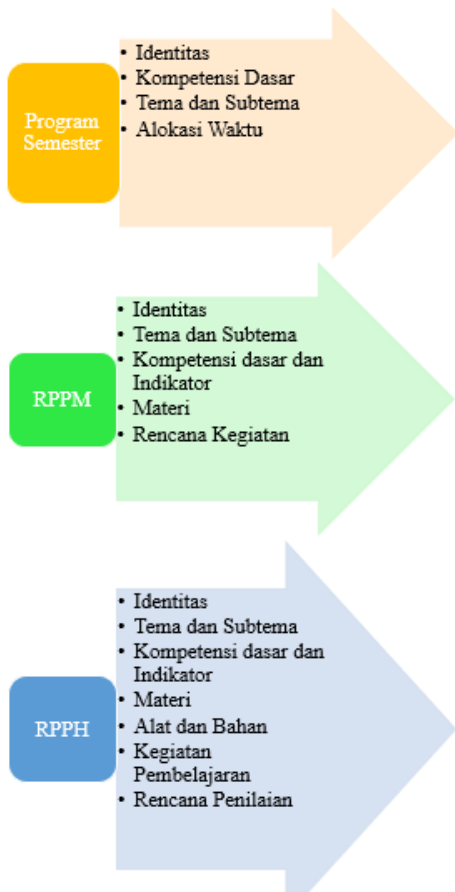 Program
Semester
• Identitas
• Kompetensi Dasar
• Tema dan Subtema
• Alokasi Waktu
RPPM
• Identitas
• Tema dan Subtema
• Kompetensi dasar dan
Indikator
• Materi
• Rencana Kegiatan
RPPH
• Identitas
• Tema dan Subtema
• Kompetensi dasar dan
Indikator
• Materi
• Alat dan Bahan
• Kegiatan
Pembelajaran
• Rencana Penilaian